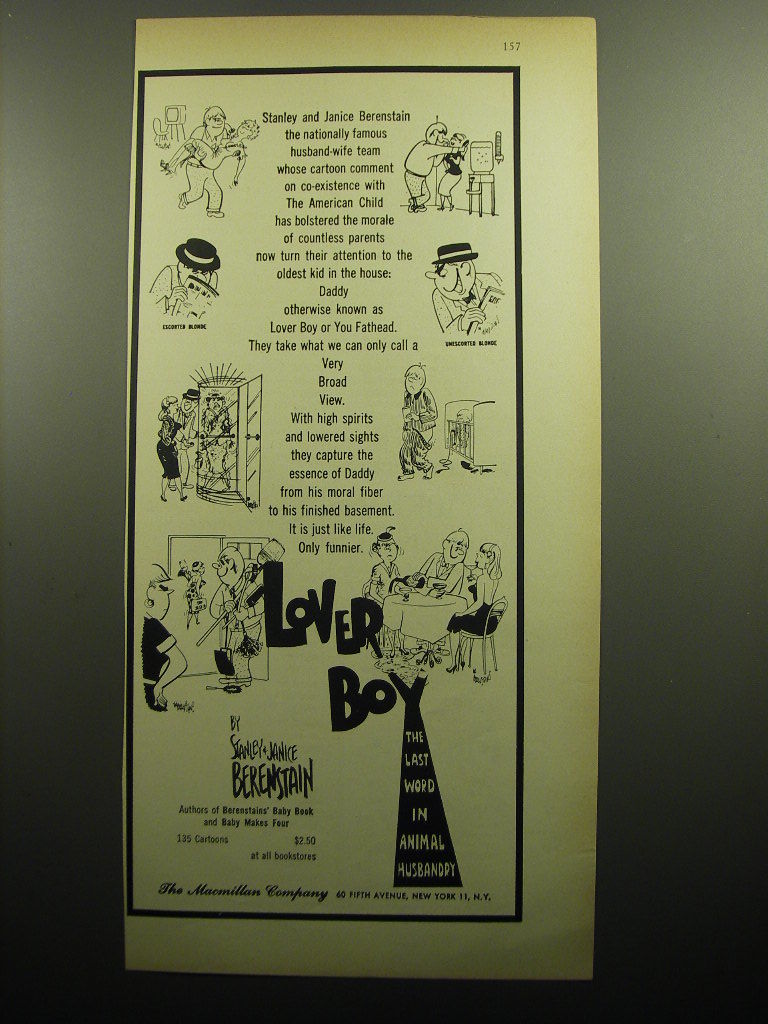 157
Stanley and Janice Berenstain
the nationally famous
husband-wife team
whose cartoon comment
on co-existence with
The American Child
has bolstered the morale
of countless parents
now turn their attention to the
oldest kid in the house:
Daddy
otherwise known as
Lover Boy or You Fathead.
They take what we can only call a
Very
Broad
View.
With high spirits
and lowered sights
they capture the
essence of Daddy
from his moral fiber
to his finished basement.
It is just like life.
Only funnier.
ESCORTED BLONDE
UNESCORTED BLONDE
LOVER
BOY
THE
LAST
WORD
IN
ANIMAL
HUSBANDRY
BY
STANLEY & JANICE
BERENSTAIN
Authors of Berenstains' Baby Book
and Baby Makes Four
135 Cartoons $2.50
at all bookstores
The Macmillan Company 60 FIFTH AVENUE, NEW YORK 11, N.Y.